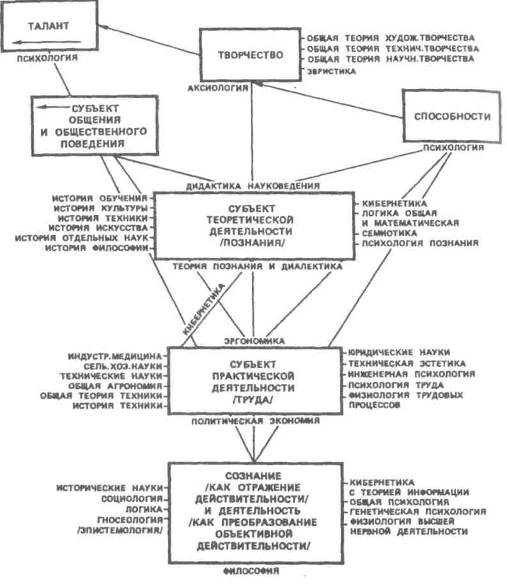 ТАЛАНТ
ПСИХОЛОГИЯ
ТВОРЧЕСТВО
АКСИОЛОГИЯ
ОБЩАЯ ТЕОРИЯ ХУДОЖ.ТВОРЧЕСТВА
ОБЩАЯ ТЕОРИЯ ТЕХНИЧ.ТВОРЧЕСТВА
ОБЩАЯ ТЕОРИЯ НАУЧН.ТВОРЧЕСТВА
ЭВРИСТИКА
СУБЪЕКТ
ОБЩЕНИЯ
И ОБЩЕСТВЕННОГО
ПОВЕДЕНИЯ
СПОСОБНОСТИ
ПСИХОЛОГИЯ
ДИДАКТИКА НАУКОВЕДЕНИЯ
ИСТОРИЯ ОБУЧЕНИЯ
ИСТОРИЯ КУЛЬТУРЫ
ИСТОРИЯ ТЕХНИКИ
ИСТОРИЯ ИСКУССТВА
ИСТОРИЯ ОТДЕЛЬНЫХ НАУК
ИСТОРИЯ ФИЛОСОФИИ
СУБЪЕКТ
ТЕОРЕТИЧЕСКОЙ
ДЕЯТЕЛЬНОСТИ
/ПОЗНАНИЯ/
КИБЕРНЕТИКА
ЛОГИКА ОБЩАЯ
И МАТЕМАТИЧЕСКАЯ
СЕМИОТИКА
ПСИХОЛОГИЯ ПОЗНАНИЯ
ТЕОРИЯ ПОЗНАНИЯ И ДИАЛЕКТИКА
КИБЕРНЕТИКА
ЭРГОНОМИКА
ИНДУСТР.МЕДИЦИНА
СЕЛЬ.ХОЗ.НАУКИ
ТЕХНИЧЕСКИЕ НАУКИ
ОБЩАЯ АГРОНОМИЯ
ОБЩАЯ ТЕОРИЯ ТЕХНИКИ
ИСТОРИЯ ТЕХНИКИ
СУБЪЕКТ
ПРАКТИЧЕСКОЙ
ДЕЯТЕЛЬНОСТИ
/ТРУДА/
ЮРИДИЧЕСКИЕ НАУКИ
ТЕХНИЧЕСКАЯ ЭСТЕТИКА
ИНЖЕНЕРНАЯ ПСИХОЛОГИЯ
ПСИХОЛОГИЯ ТРУДА
ФИЗИОЛОГИЯ ТРУДОВЫХ
ПРОЦЕССОВ
ПОЛИТИЧЕСКАЯ ЭКОНОМИЯ
ИСТОРИЧЕСКИЕ НАУКИ
СОЦИОЛОГИЯ
ЛОГИКА
ГНОСЕОЛОГИЯ
/ЭПИСТЕМОЛОГИЯ/
СОЗНАНИЕ
/КАК ОТРАЖЕНИЕ
ДЕЙСТВИТЕЛЬНОСТИ/
И ДЕЯТЕЛЬНОСТЬ
/КАК ПРЕОБРАЗОВАНИЕ
ОБЪЕКТИВНОЙ
ДЕЙСТВИТЕЛЬНОСТИ/
КИБЕРНЕТИКА
С ТЕОРИЕЙ ИНФОРМАЦИИ
ОБЩАЯ ПСИХОЛОГИЯ
ГЕНЕТИЧЕСКАЯ ПСИХОЛОГИЯ
ФИЗИОЛОГИЯ ВЫСШЕЙ
НЕРВНОЙ ДЕЯТЕЛЬНОСТИ
ФИЛОСОФИЯ